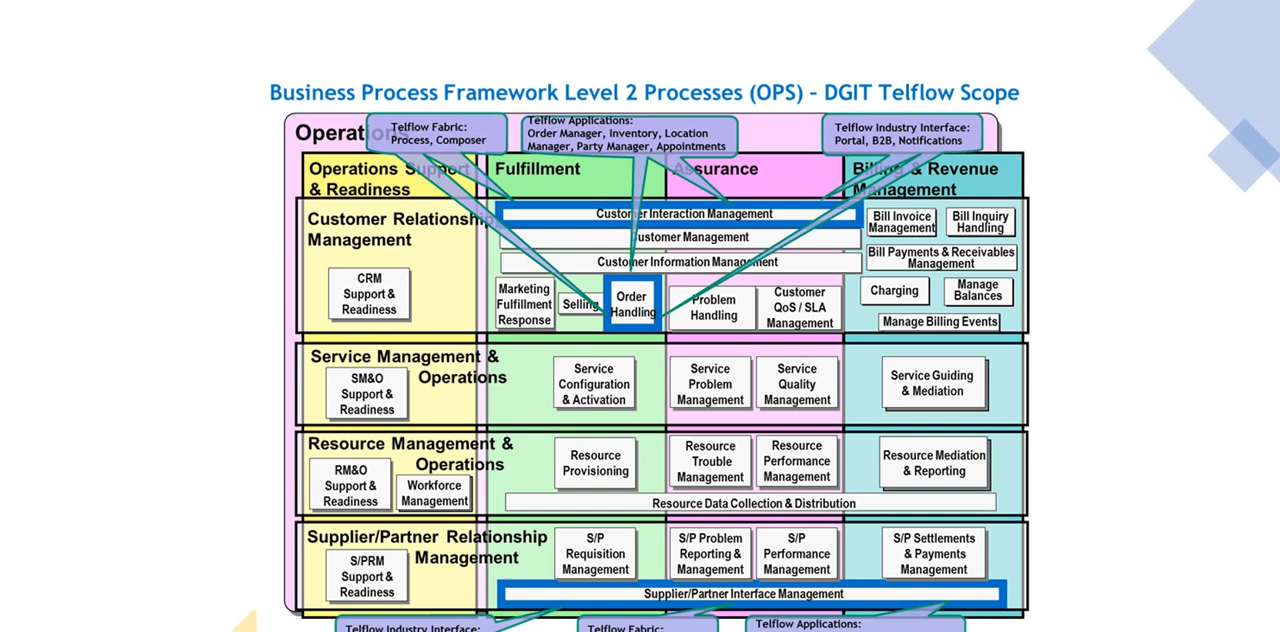 Business Process Framework Level 2 Processes (OPS) – DGIT Telflow Scope
Operations
Telflow Fabric:
Process, Composer
Telflow Applications:
Order Manager, Inventory, Location
Manager, Party Manager, Appointments
Telflow Industry Interface:
Portal, B2B, Notifications
Operations Support
& Readiness
Fulfillment
Assurance
Billing & Revenue
Management
Customer Relationship
Management
CRM
Support &
Readiness
Customer Interaction Management
Customer Management
Customer Information Management
Marketing
Fulfillment
Response
Selling
Order
Handling
Problem
Handling
Customer
QoS / SLA
Management
Bill Invoice
Management
Bill Inquiry
Handling
Bill Payments & Receivables
Management
Charging
Manage
Balances
Manage Billing Events
Service Management &
Operations
SM&O
Support &
Readiness
Service
Configuration
& Activation
Service
Problem
Management
Service
Quality
Management
Service Guiding
& Mediation
Resource Management &
Operations
RM&O
Support &
Readiness
Workforce
Management
Resource
Provisioning
Resource
Trouble
Management
Resource
Performance
Management
Resource Mediation
& Reporting
Resource Data Collection & Distribution
Supplier/Partner Relationship
Management
S/PRM
Support &
Readiness
S/P
Requisition
Management
S/P Problem
Reporting &
Management
S/P
Performance
Management
S/P Settlements
& Payments
Management
Supplier/Partner Interface Management
Telflow Industry Interface:
Telflow Fabric:
Telflow Applications: